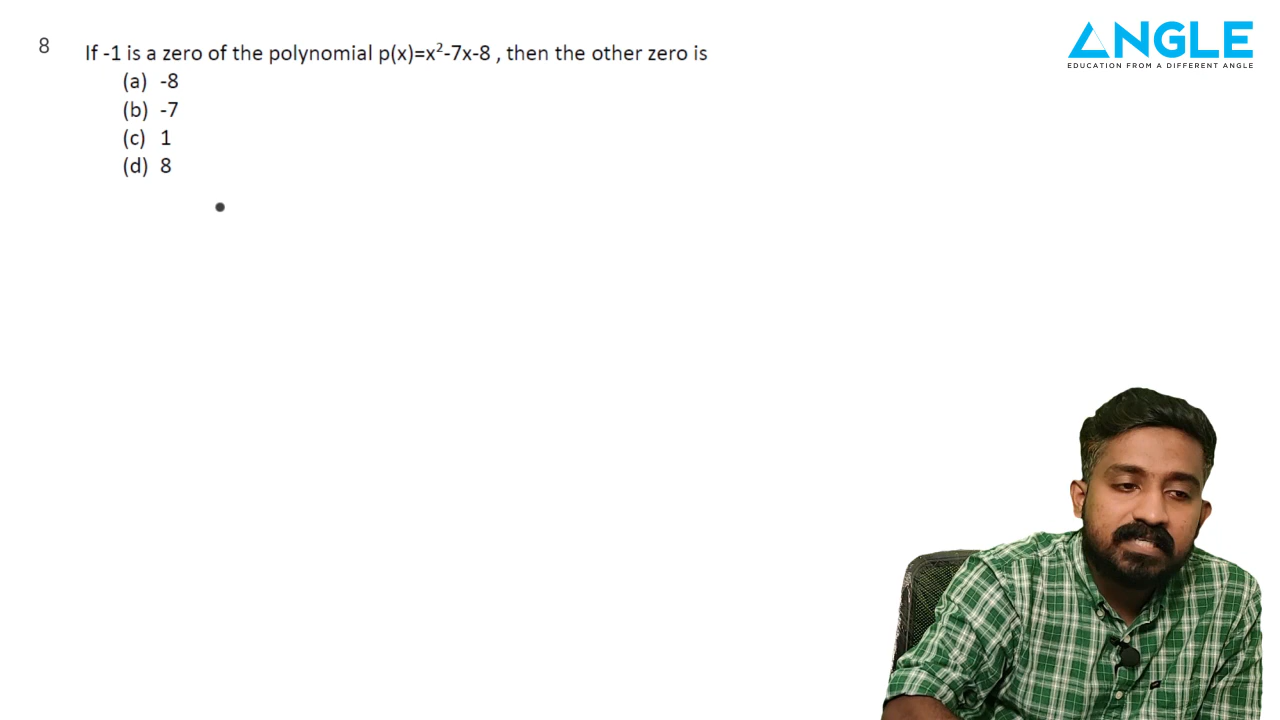 8 If -1 is a zero of the polynomial p(x)=x²-7x-8 , then the other zero is
(a) -8
(b) -7
(c) 1
(d) 8
ANGLE
EDUCATION FROM A DIFFERENT ANGLE